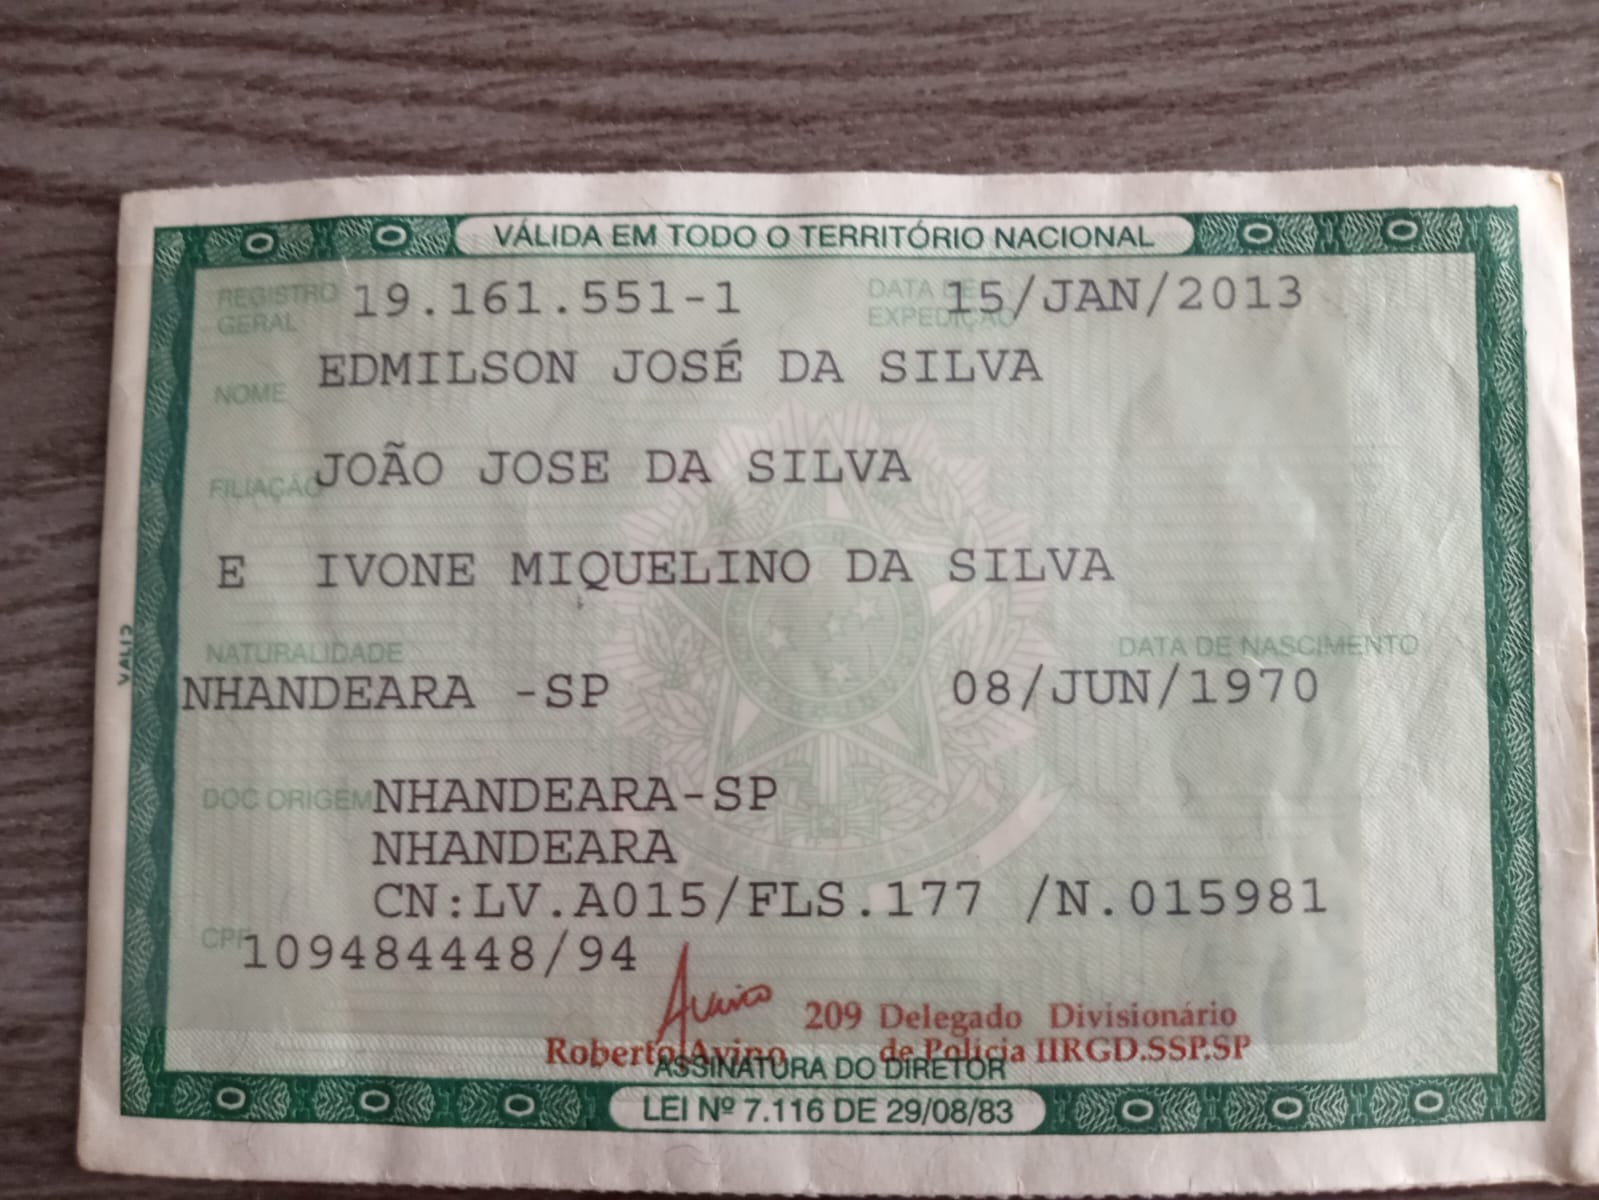 VÁLIDA EM TODO O TERRITÓRIO NACIONAL
REGISTRO GERAL 19.161.551-1 DATA DE EXPEDIÇÃO 15/JAN/2013
NOME EDMILSON JOSÉ DA SILVA
FILIAÇÃO JOÃO JOSE DA SILVA
E IVONE MIQUELINO DA SILVA
NATURALIDADE DATA DE NASCIMENTO
NHANDEARA -SP 08/JUN/1970
DOC ORIGEM NHANDEARA-SP
NHANDEARA
CN:LV.A015/FLS.177 /N.015981
CPF 109484448/94
209 Delegado Divisionário
Roberto Avino de Polícia IIRGD.SSP.SP
ASSINATURA DO DIRETOR
LEI Nº 7.116 DE 29/08/83